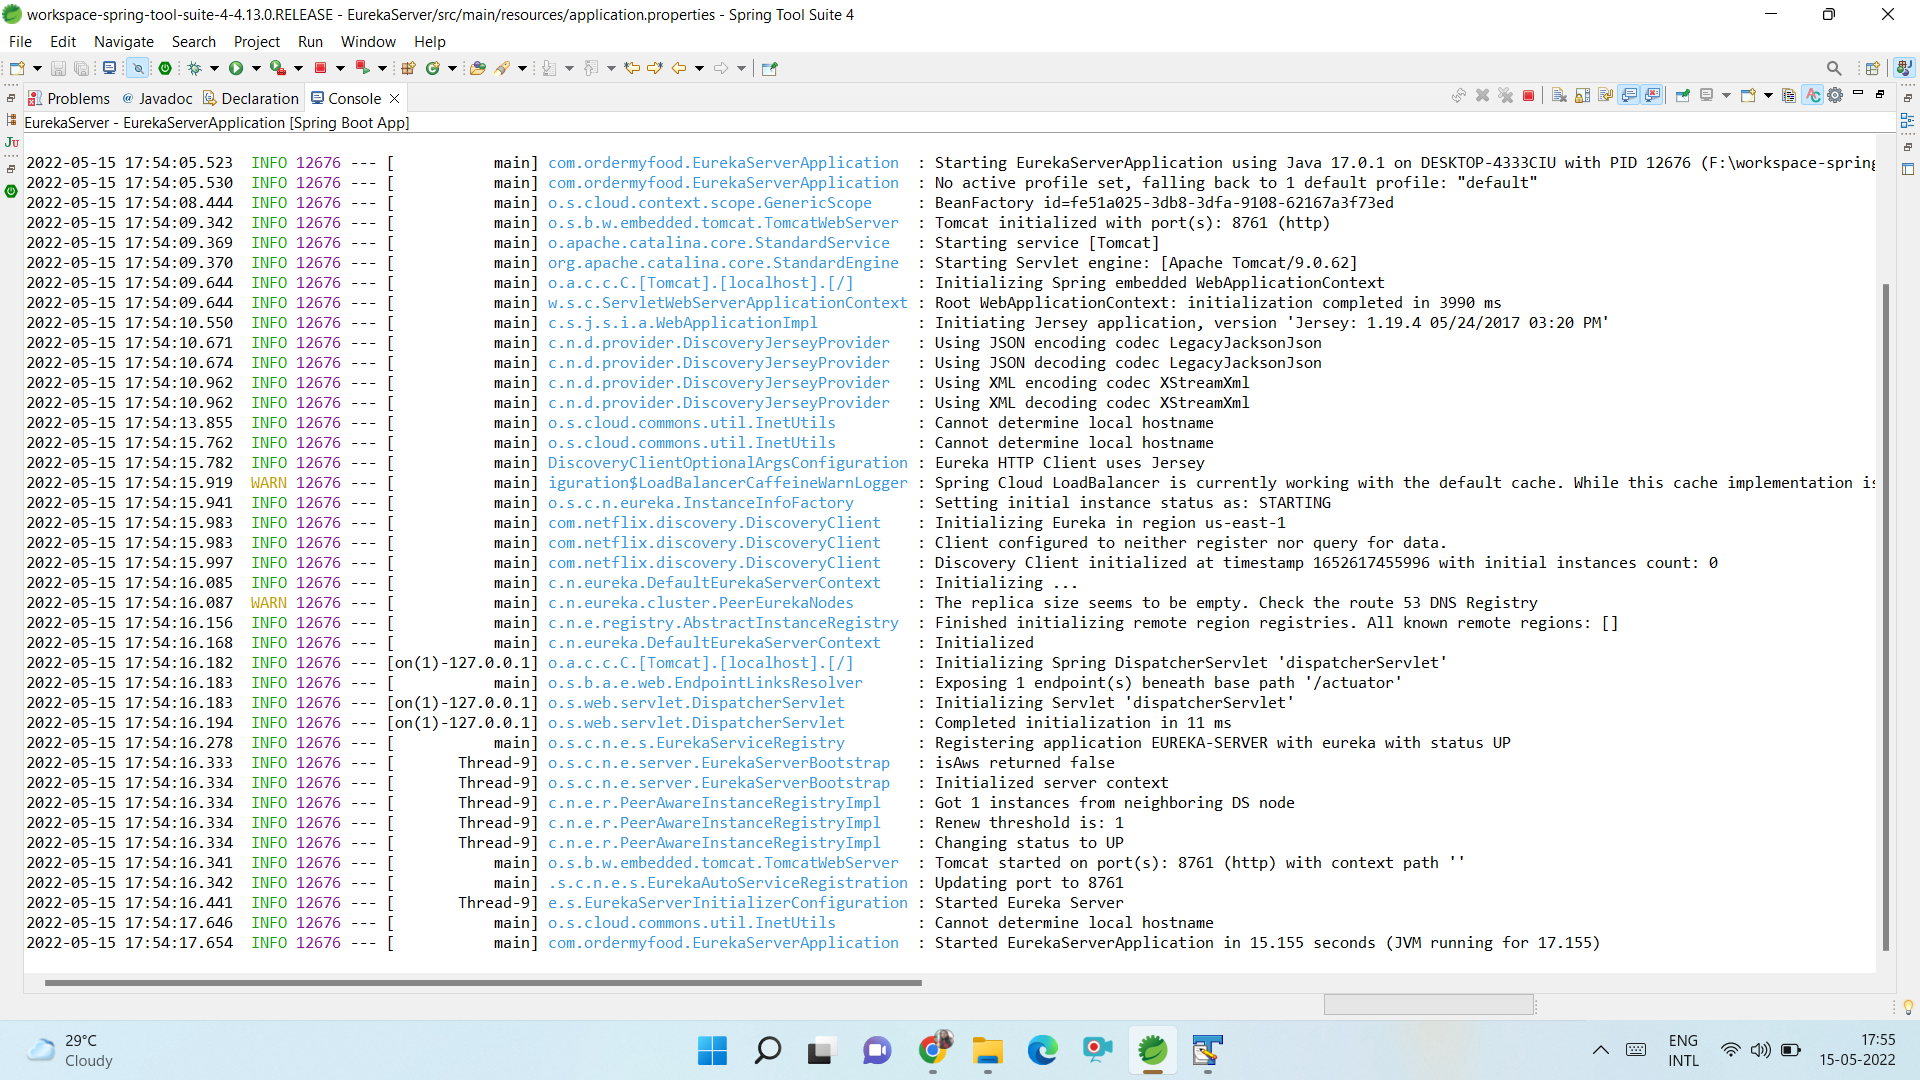 workspace-spring-tool-suite-4-4.13.0.RELEASE - EurekaServer/src/main/resources/application.properties - Spring Tool Suite 4
File Edit Navigate Search Project Run Window Help
Problems @ Javadoc Declaration Console
EurekaServer - EurekaServerApplication [Spring Boot App]
2022-05-15 17:54:05.523 INFO 12676 --- [ main] com.ordermyfood.EurekaServerApplication : Starting EurekaServerApplication using Java 17.0.1 on DESKTOP-4333CIU with PID 12676 (F:\workspace-spring
2022-05-15 17:54:05.530 INFO 12676 --- [ main] com.ordermyfood.EurekaServerApplication : No active profile set, falling back to 1 default profile: "default"
2022-05-15 17:54:08.444 INFO 12676 --- [ main] o.s.cloud.context.scope.GenericScope : BeanFactory id=fe51a025-3db8-3dfa-9108-62167a3f73ed
2022-05-15 17:54:09.342 INFO 12676 --- [ main] o.s.b.w.embedded.tomcat.TomcatWebServer : Tomcat initialized with port(s): 8761 (http)
2022-05-15 17:54:09.369 INFO 12676 --- [ main] o.apache.catalina.core.StandardService : Starting service [Tomcat]
2022-05-15 17:54:09.370 INFO 12676 --- [ main] org.apache.catalina.core.StandardEngine : Starting Servlet engine: [Apache Tomcat/9.0.62]
2022-05-15 17:54:09.644 INFO 12676 --- [ main] o.a.c.c.C.[Tomcat].[localhost].[/] : Initializing Spring embedded WebApplicationContext
2022-05-15 17:54:09.644 INFO 12676 --- [ main] w.s.c.ServletWebServerApplicationContext : Root WebApplicationContext: initialization completed in 3990 ms
2022-05-15 17:54:10.550 INFO 12676 --- [ main] c.s.j.s.i.a.WebApplicationImpl : Initiating Jersey application, version 'Jersey: 1.19.4 05/24/2017 03:20 PM'
2022-05-15 17:54:10.671 INFO 12676 --- [ main] c.n.d.provider.DiscoveryJerseyProvider : Using JSON encoding codec LegacyJacksonJson
2022-05-15 17:54:10.674 INFO 12676 --- [ main] c.n.d.provider.DiscoveryJerseyProvider : Using JSON decoding codec LegacyJacksonJson
2022-05-15 17:54:10.962 INFO 12676 --- [ main] c.n.d.provider.DiscoveryJerseyProvider : Using XML encoding codec XStreamXml
2022-05-15 17:54:10.962 INFO 12676 --- [ main] c.n.d.provider.DiscoveryJerseyProvider : Using XML decoding codec XStreamXml
2022-05-15 17:54:13.855 INFO 12676 --- [ main] o.s.cloud.commons.util.InetUtils : Cannot determine local hostname
2022-05-15 17:54:15.762 INFO 12676 --- [ main] o.s.cloud.commons.util.InetUtils : Cannot determine local hostname
2022-05-15 17:54:15.782 INFO 12676 --- [ main] DiscoveryClientOptionalArgsConfiguration : Eureka HTTP Client uses Jersey
2022-05-15 17:54:15.919 WARN 12676 --- [ main] iguration$LoadBalancerCaffeineWarnLogger : Spring Cloud LoadBalancer is currently working with the default cache. While this cache implementation is
2022-05-15 17:54:15.941 INFO 12676 --- [ main] o.s.c.n.eureka.InstanceInfoFactory : Setting initial instance status as: STARTING
2022-05-15 17:54:15.983 INFO 12676 --- [ main] com.netflix.discovery.DiscoveryClient : Initializing Eureka in region us-east-1
2022-05-15 17:54:15.983 INFO 12676 --- [ main] com.netflix.discovery.DiscoveryClient : Client configured to neither register nor query for data.
2022-05-15 17:54:15.997 INFO 12676 --- [ main] com.netflix.discovery.DiscoveryClient : Discovery Client initialized at timestamp 1652617455996 with initial instances count: 0
2022-05-15 17:54:16.085 INFO 12676 --- [ main] c.n.eureka.DefaultEurekaServerContext : Initializing ...
2022-05-15 17:54:16.087 WARN 12676 --- [ main] c.n.eureka.cluster.PeerEurekaNodes : The replica size seems to be empty. Check the route 53 DNS Registry
2022-05-15 17:54:16.156 INFO 12676 --- [ main] c.n.e.registry.AbstractInstanceRegistry : Finished initializing remote region registries. All known remote regions: []
2022-05-15 17:54:16.168 INFO 12676 --- [ main] c.n.eureka.DefaultEurekaServerContext : Initialized
2022-05-15 17:54:16.182 INFO 12676 --- [on(1)-127.0.0.1] o.a.c.c.C.[Tomcat].[localhost].[/] : Initializing Spring DispatcherServlet 'dispatcherServlet'
2022-05-15 17:54:16.183 INFO 12676 --- [ main] o.s.b.a.e.web.EndpointLinksResolver : Exposing 1 endpoint(s) beneath base path '/actuator'
2022-05-15 17:54:16.183 INFO 12676 --- [on(1)-127.0.0.1] o.s.web.servlet.DispatcherServlet : Initializing Servlet 'dispatcherServlet'
2022-05-15 17:54:16.194 INFO 12676 --- [on(1)-127.0.0.1] o.s.web.servlet.DispatcherServlet : Completed initialization in 11 ms
2022-05-15 17:54:16.278 INFO 12676 --- [ main] o.s.c.n.e.s.EurekaServiceRegistry : Registering application EUREKA-SERVER with eureka with status UP
2022-05-15 17:54:16.333 INFO 12676 --- [ Thread-9] o.s.c.n.e.server.EurekaServerBootstrap : isAws returned false
2022-05-15 17:54:16.334 INFO 12676 --- [ Thread-9] o.s.c.n.e.server.EurekaServerBootstrap : Initialized server context
2022-05-15 17:54:16.334 INFO 12676 --- [ Thread-9] c.n.e.r.PeerAwareInstanceRegistryImpl : Got 1 instances from neighboring DS node
2022-05-15 17:54:16.334 INFO 12676 --- [ Thread-9] c.n.e.r.PeerAwareInstanceRegistryImpl : Renew threshold is: 1
2022-05-15 17:54:16.334 INFO 12676 --- [ Thread-9] c.n.e.r.PeerAwareInstanceRegistryImpl : Changing status to UP
2022-05-15 17:54:16.341 INFO 12676 --- [ main] o.s.b.w.embedded.tomcat.TomcatWebServer : Tomcat started on port(s): 8761 (http) with context path ''
2022-05-15 17:54:16.342 INFO 12676 --- [ main] .s.c.n.e.s.EurekaAutoServiceRegistration : Updating port to 8761
2022-05-15 17:54:16.441 INFO 12676 --- [ Thread-9] e.s.EurekaServerInitializerConfiguration : Started Eureka Server
2022-05-15 17:54:17.646 INFO 12676 --- [ main] o.s.cloud.commons.util.InetUtils : Cannot determine local hostname
2022-05-15 17:54:17.654 INFO 12676 --- [ main] com.ordermyfood.EurekaServerApplication : Started EurekaServerApplication in 15.155 seconds (JVM running for 17.155)
29°C
Cloudy
ENG
INTL
17:55
15-05-2022